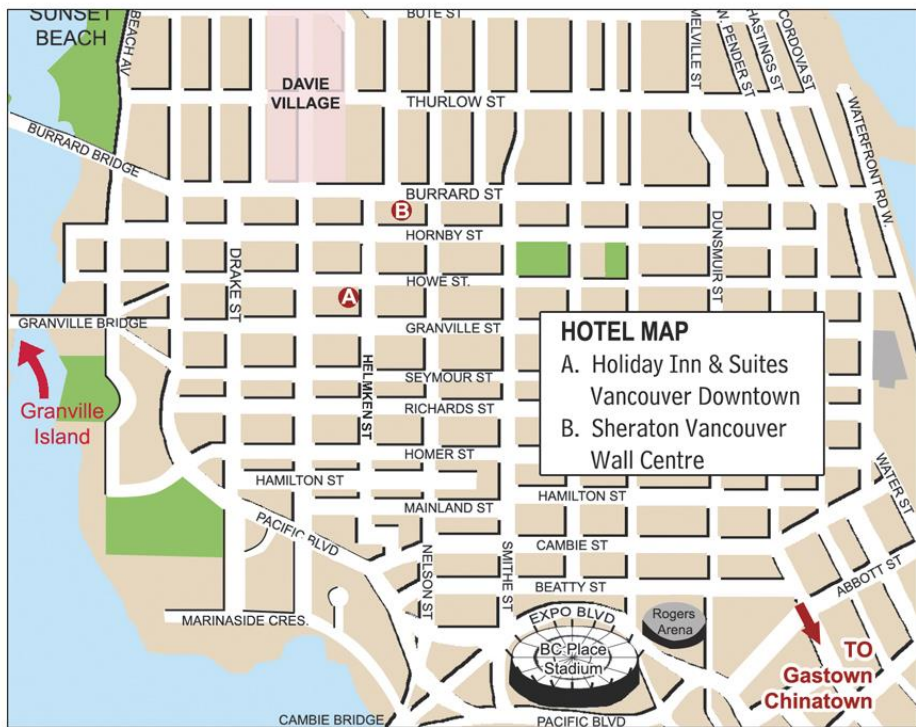 SUNSET
BEACH
BEACH AV
BUTE ST
MELVILLE ST
N. PENDER ST
HASTINGS ST
CORDOVA ST
DAVIE
VILLAGE
THURLOW ST
WATERFRONT RD W.
BURRARD BRIDGE
BURRARD ST
B
HORNBY ST
DRAKE ST
DUNSMUIR ST
HOWE ST.
A
GRANVILLE BRIDGE
GRANVILLE ST
HOTEL MAP
A. Holiday Inn & Suites
Vancouver Downtown
B. Sheraton Vancouver
Wall Centre
HELMKEN ST
SEYMOUR ST
Granville
Island
RICHARDS ST
HOMER ST
WATER ST
HAMILTON ST
HAMILTON ST
MAINLAND ST
PACIFIC BLVD
NELSON ST
SMITHE ST
CAMBIE ST
ABBOTT ST
BEATTY ST
MARINASIDE CRES.
EXPO BLVD
Rogers
Arena
BC Place
Stadium
TO
Gastown
Chinatown
CAMBIE BRIDGE
PACIFIC BLVD